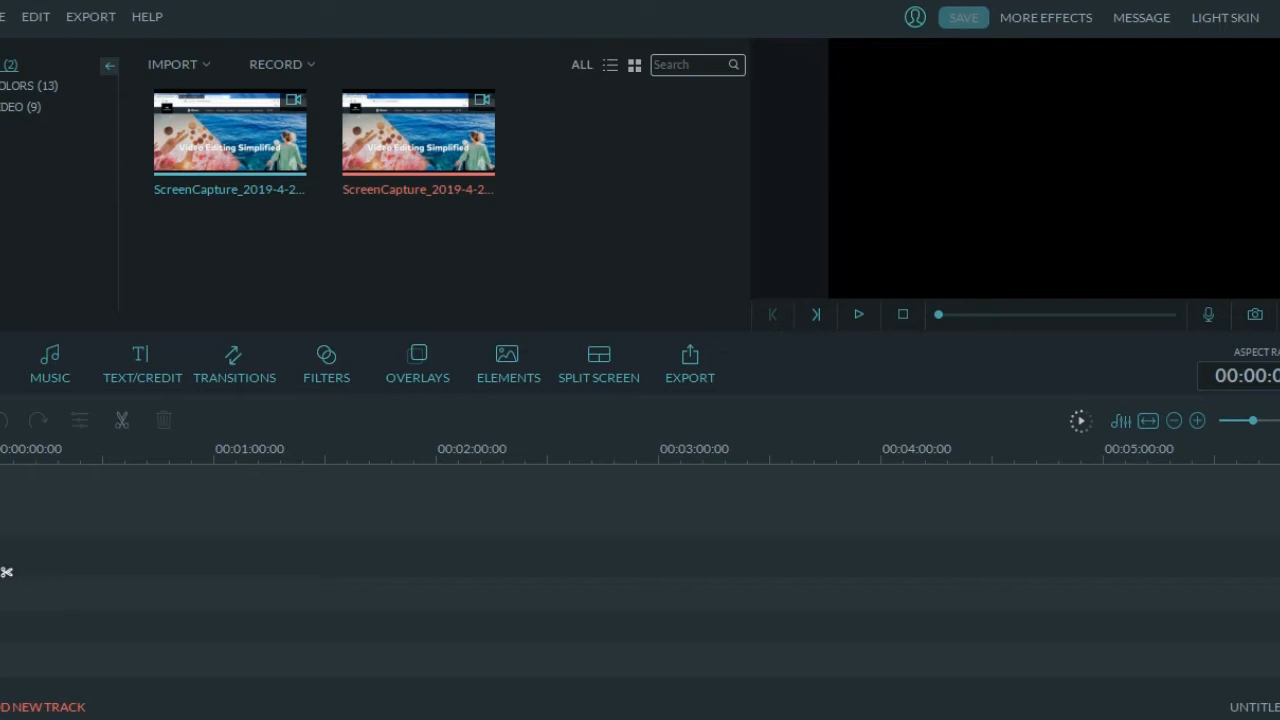 E EDIT EXPORT HELP SAVE MORE EFFECTS MESSAGE LIGHT SKIN
(2)
OLORS (13)
DEO (9)
IMPORT RECORD ALL Search
Video Editing Simplified Video Editing Simplified
ScreenCapture_2019-4-2... ScreenCapture_2019-4-2...
MUSIC TEXT/CREDIT TRANSITIONS FILTERS OVERLAYS ELEMENTS SPLIT SCREEN EXPORT
ASPECT RA
00:00:0
0:00:00:00 00:01:00:00 00:02:00:00 00:03:00:00 00:04:00:00 00:05:00:00
D NEW TRACK UNTITLE